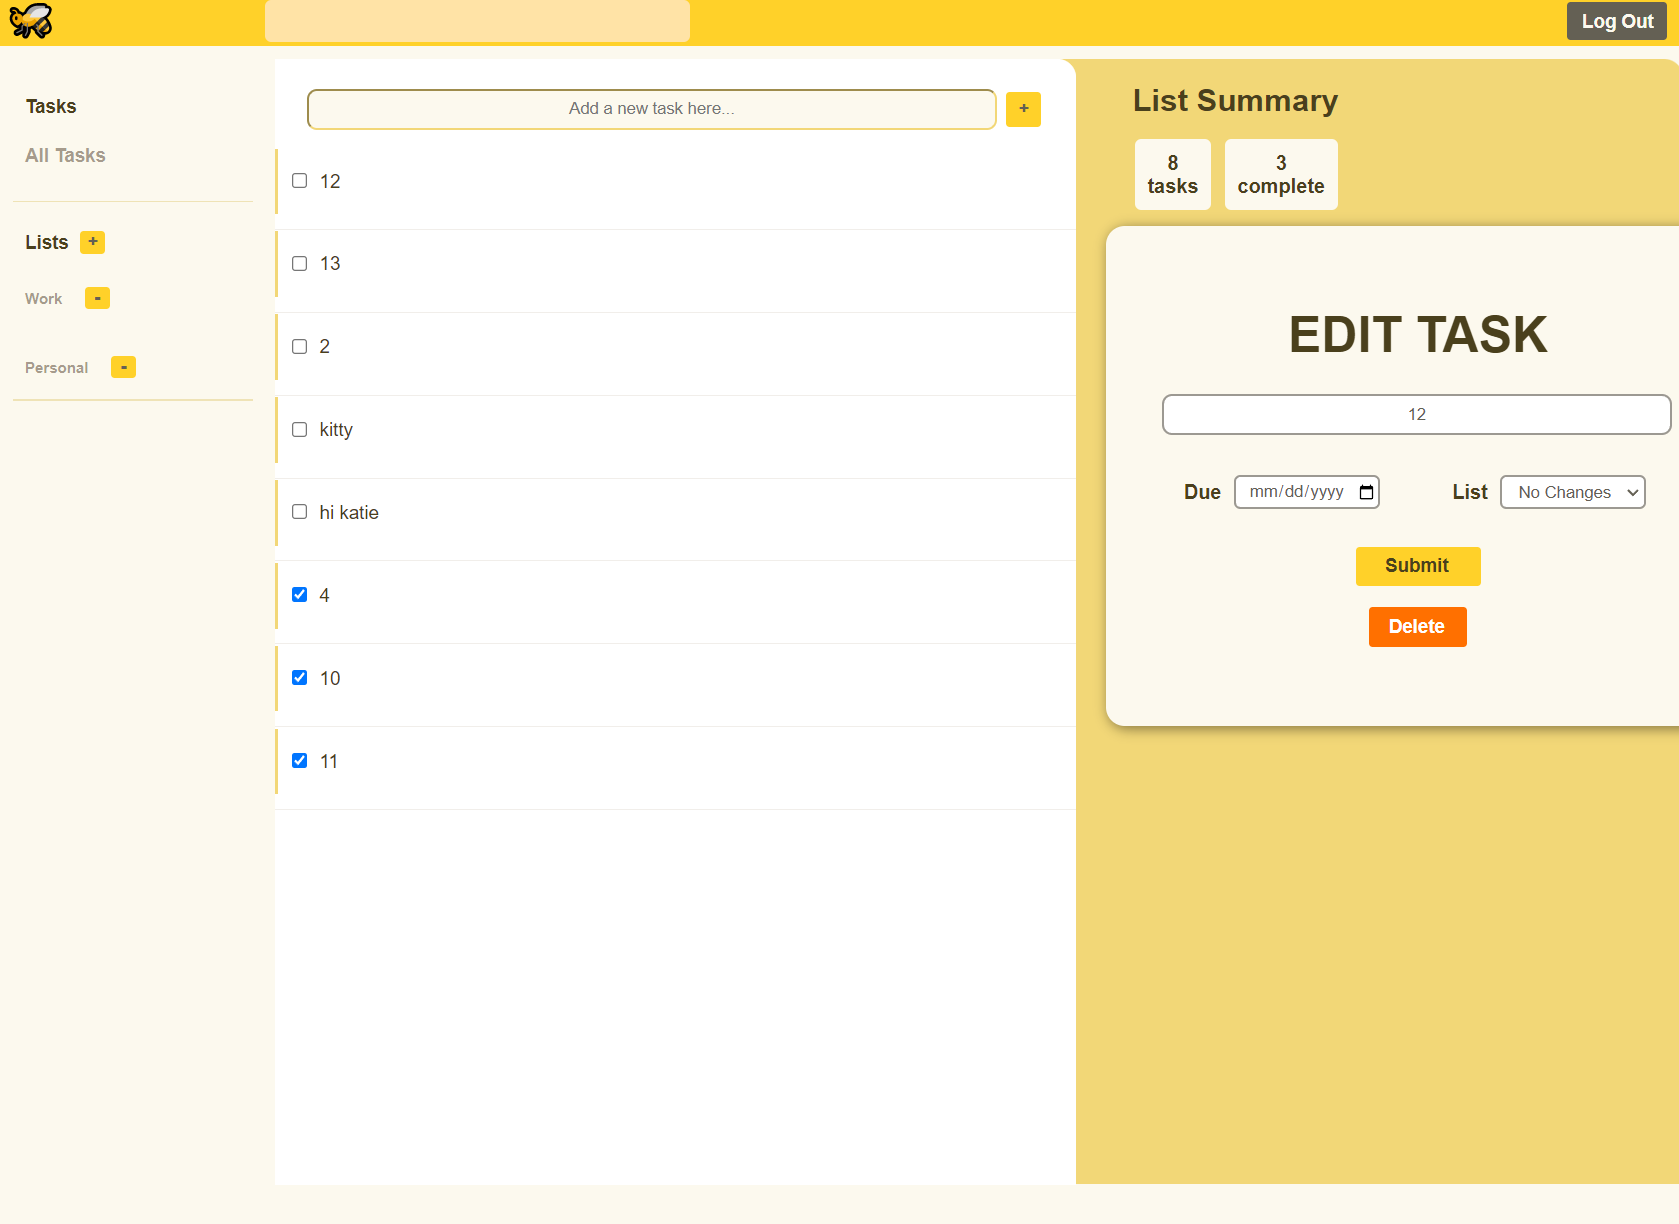 Log Out
Tasks
All Tasks
Lists +
Work -
Personal -
Add a new task here... +
12
13
2
kitty
hi katie
4
10
11
List Summary
8 tasks
3 complete
EDIT TASK
12
Due mm/dd/yyyy List No Changes
Submit
Delete